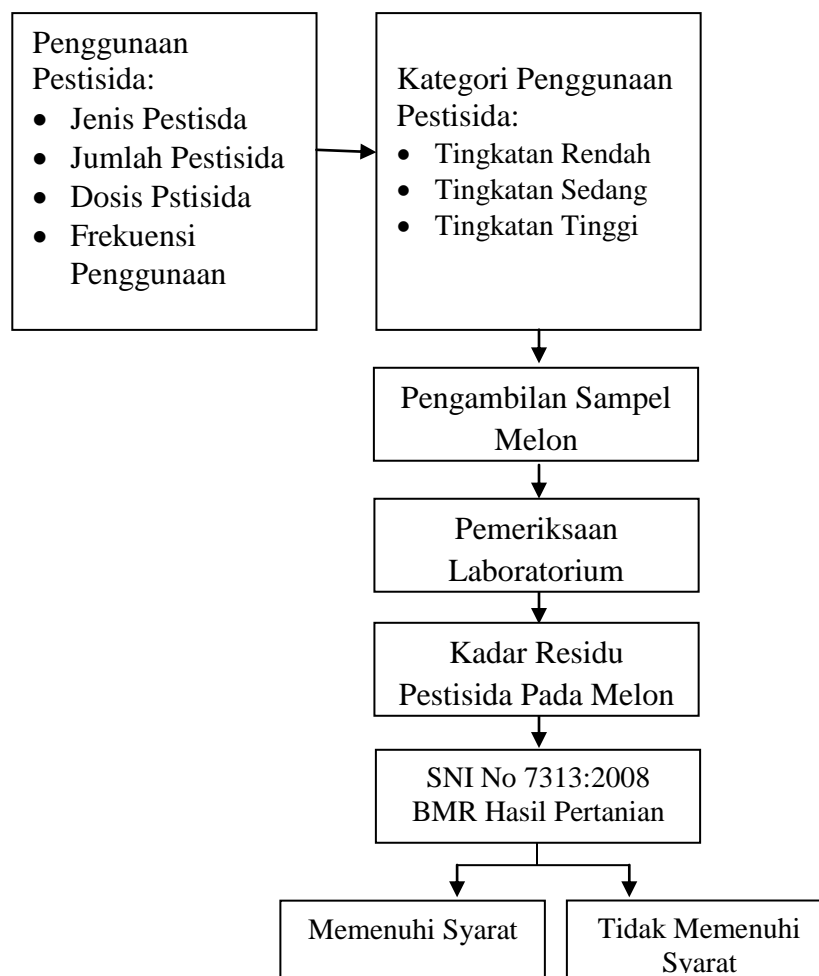 Penggunaan
Pestisida:
• Jenis Pestisda
• Jumlah Pestisida
• Dosis Pstisida
• Frekuensi
Penggunaan
Kategori Penggunaan
Pestisida:
• Tingkatan Rendah
• Tingkatan Sedang
• Tingkatan Tinggi
Pengambilan Sampel
Melon
Pemeriksaan
Laboratorium
Kadar Residu
Pestisida Pada Melon
SNI No 7313:2008
BMR Hasil Pertanian
Memenuhi Syarat
Tidak Memenuhi
Syarat